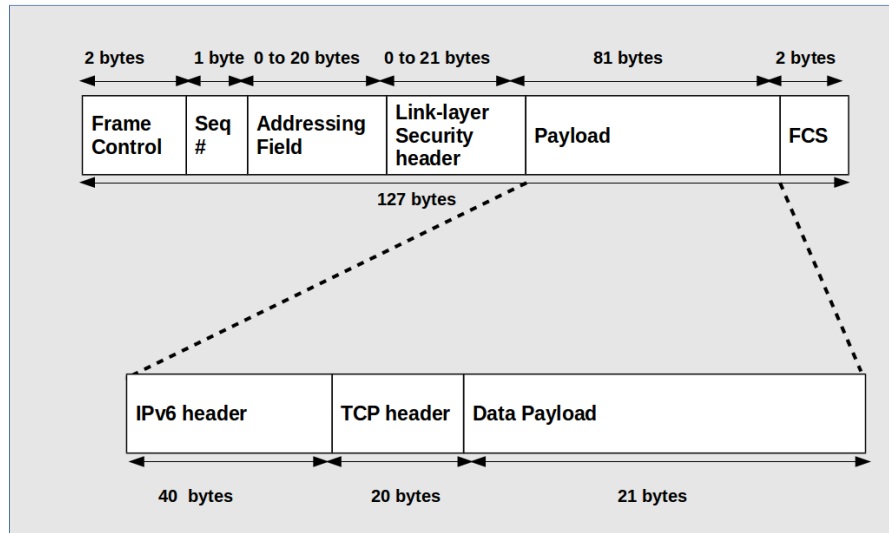 2 bytes 1 byte 0 to 20 bytes 0 to 21 bytes 81 bytes 2 bytes
Frame Control
Seq #
Addressing Field
Link-layer Security header
Payload
FCS
127 bytes
IPv6 header
TCP header
Data Payload
40 bytes 20 bytes 21 bytes